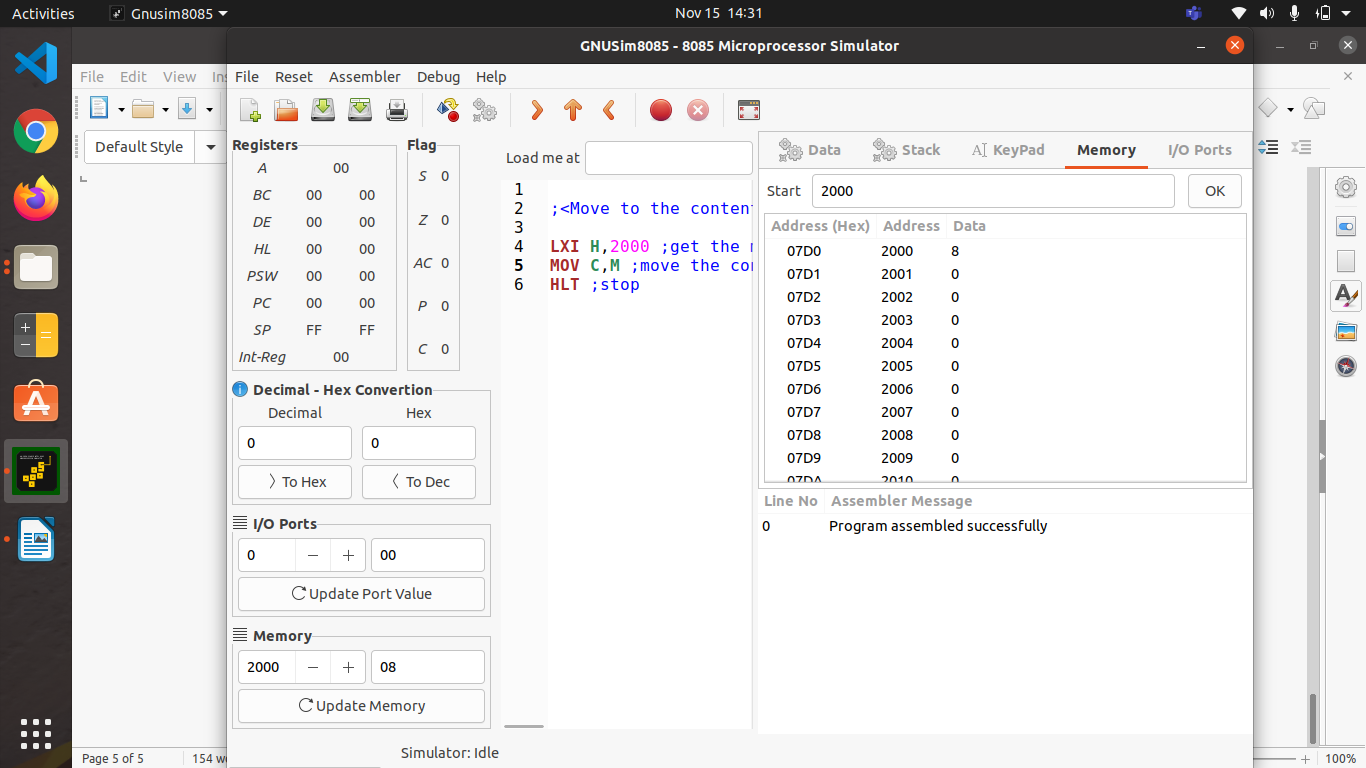 Activities Gnusim8085 Nov 15 14:31
GNUSim8085 - 8085 Microprocessor Simulator
File Edit View Ins
File Reset Assembler Debug Help
Default Style
Registers
A 00
BC 00 00
DE 00 00
HL 00 00
PSW 00 00
PC 00 00
SP FF FF
Int-Reg 00
Flag
S 0
Z 0
AC 0
P 0
C 0
Decimal - Hex Convertion
Decimal Hex
0 0
To Hex To Dec
I/O Ports
0 − + 00
Update Port Value
Memory
2000 − + 08
Update Memory
Load me at
1
2 ;<Move to the conten
3
4 LXI H,2000 ;get the m
5 MOV C,M ;move the con
6 HLT ;stop
Data Stack KeyPad Memory I/O Ports
Start 2000 OK
Address (Hex) Address Data
07D0 2000 8
07D1 2001 0
07D2 2002 0
07D3 2003 0
07D4 2004 0
07D5 2005 0
07D6 2006 0
07D7 2007 0
07D8 2008 0
07D9 2009 0
07DA 2010 0
Line No Assembler Message
0 Program assembled successfully
Simulator: Idle
Page 5 of 5 154 wo 100%